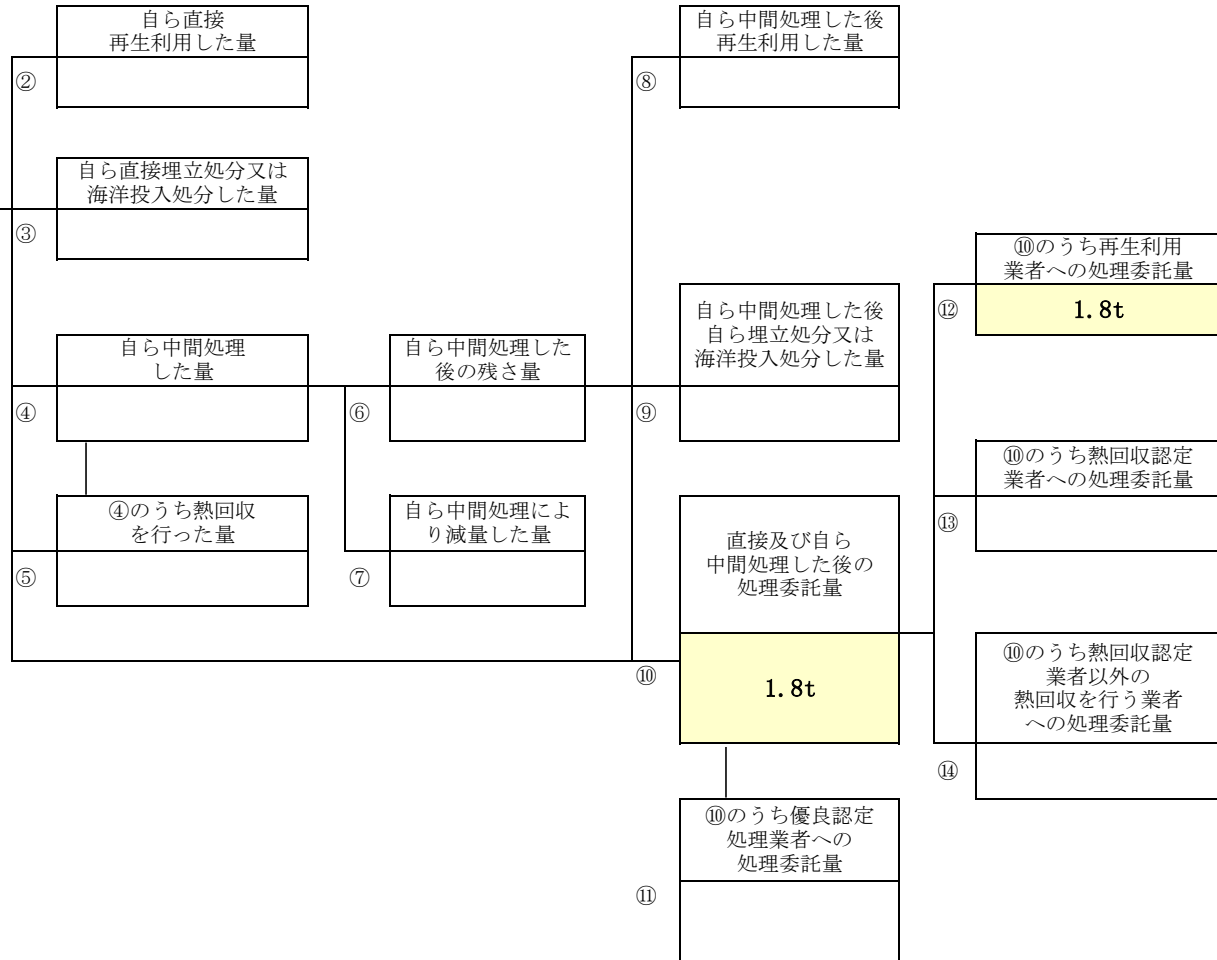 自ら直接
再生利用した量
②
自ら中間処理した後
再生利用した量
⑧
自ら直接埋立処分又は
海洋投入処分した量
③
⑩のうち再生利用
業者への処理委託量
⑫
1.8t
自ら中間処理
した量
④
自ら中間処理した
後の残さ量
⑥
自ら中間処理した後
自ら埋立処分又は
海洋投入処分した量
⑨
⑩のうち熱回収認定
業者への処理委託量
⑬
④のうち熱回収
を行った量
⑤
自ら中間処理によ
り減量した量
⑦
直接及び自ら
中間処理した後の
処理委託量
⑩
1.8t
⑩のうち熱回収認定
業者以外の
熱回収を行う業者
への処理委託量
⑭
⑩のうち優良認定
処理業者への
処理委託量
⑪